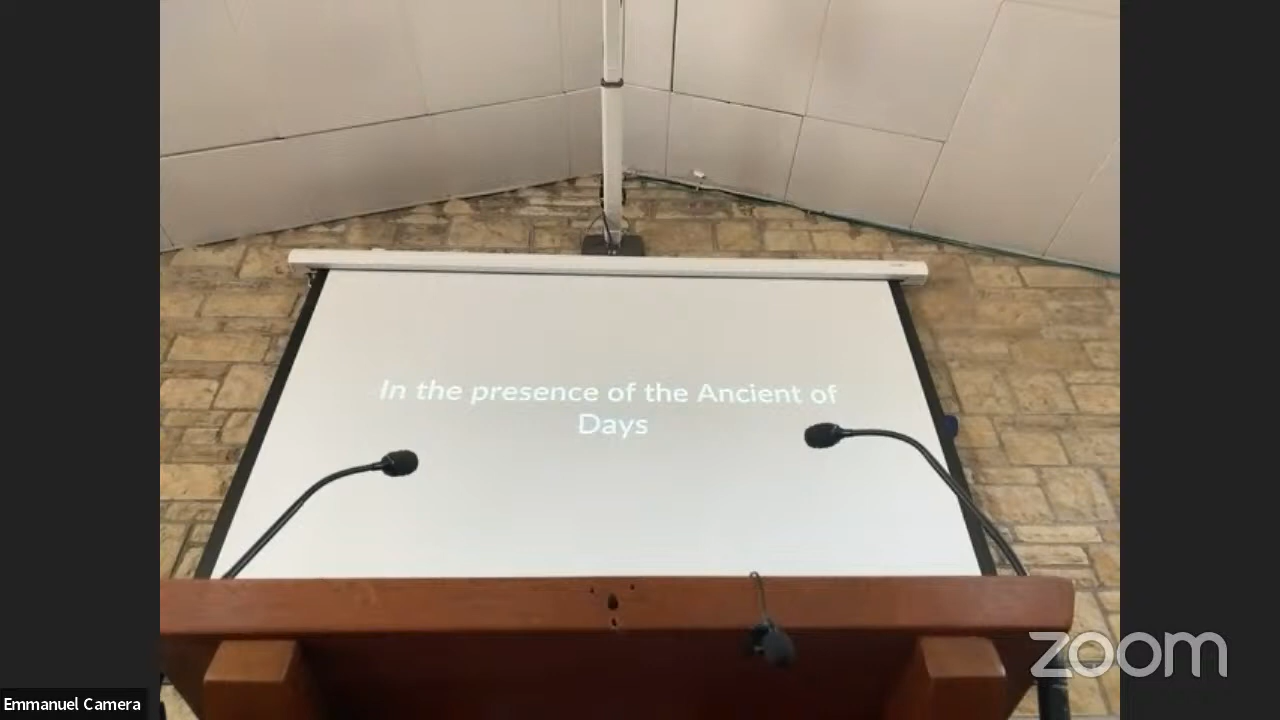 In the presence of the Ancient of
Days
zoom
Emmanuel Camera